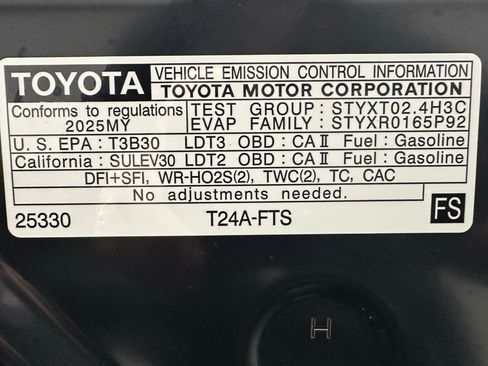 TOYOTA VEHICLE EMISSION CONTROL INFORMATION
TOYOTA MOTOR CORPORATION
Conforms to regulations TEST GROUP : STYXT02.4H3C
2025MY EVAP FAMILY : STYXR0165P92
U.S. EPA : T3B30 LDT3 OBD : CA II Fuel : Gasoline
California : SULEV30 LDT2 OBD : CA II Fuel : Gasoline
DFI+SFI, WR-HO2S(2), TWC(2), TC, CAC
No adjustments needed.
25330 T24A-FTS FS
H